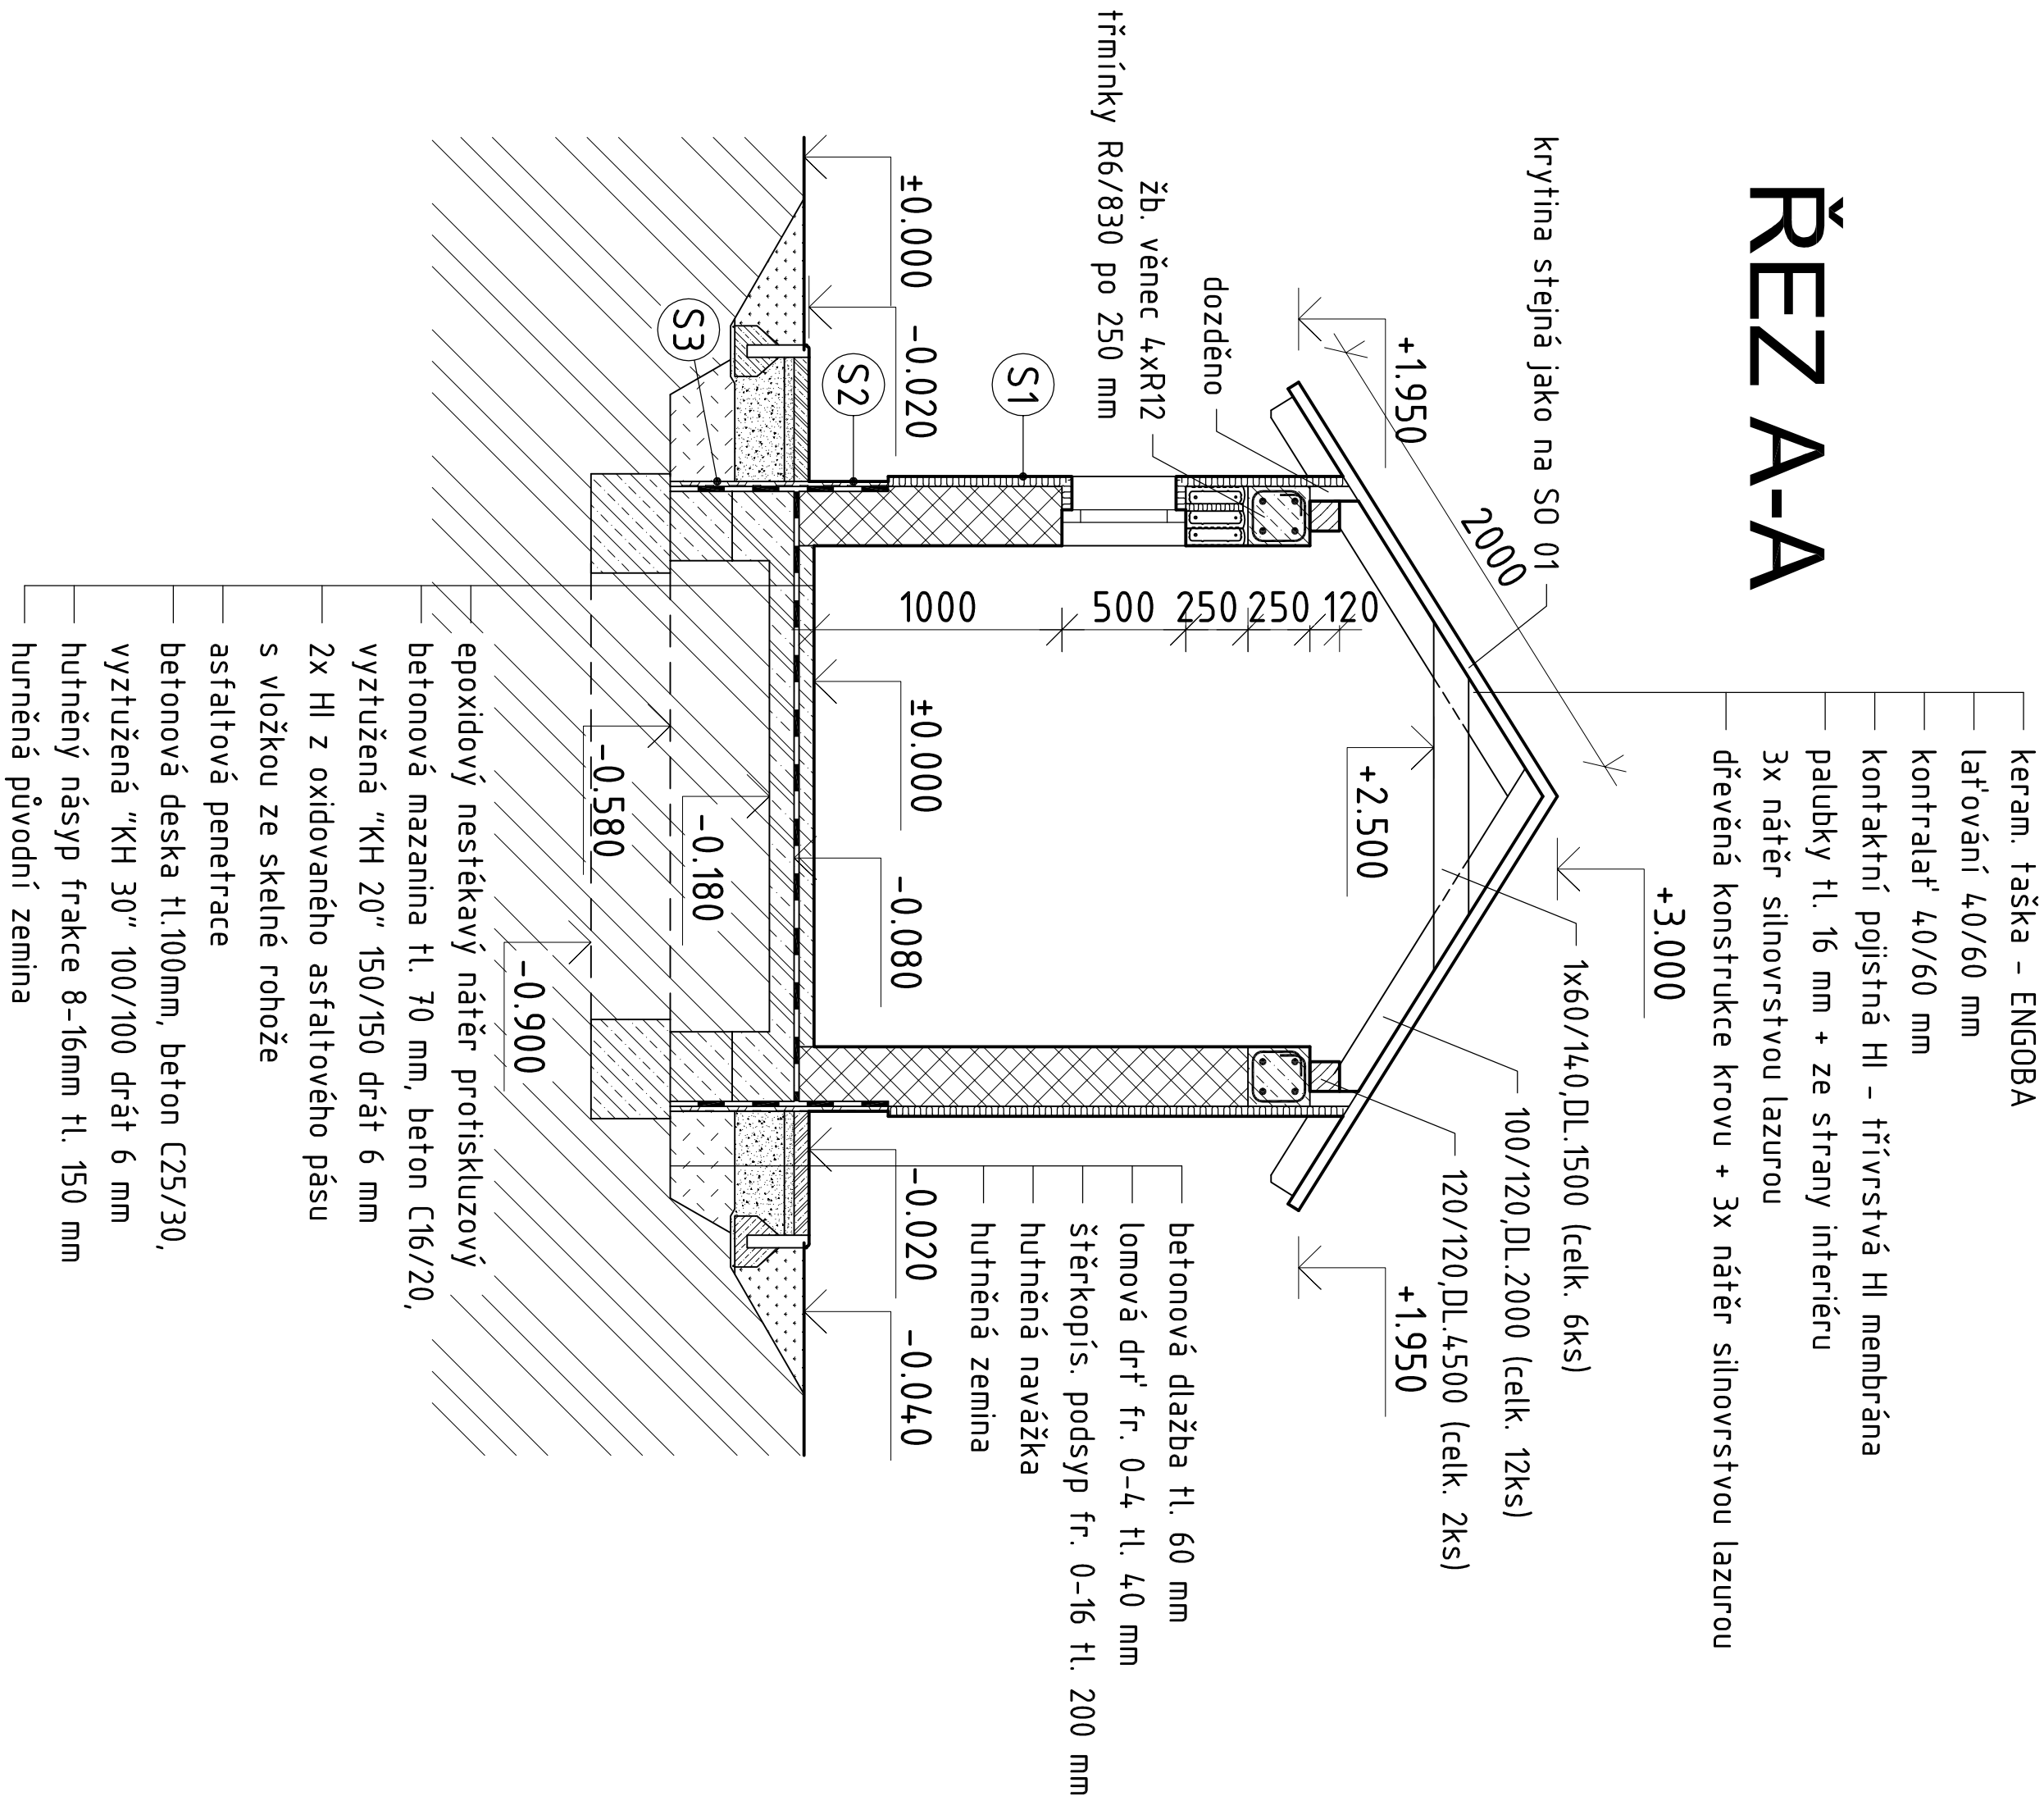 ŘEZ A-A
keram. taška - ENGOBA
laťování 40/60 mm
kontralať 40/60 mm
kontaktní pojistná HI - třívrstvá HI membrána
palubky tl. 16 mm + ze strany interiéru
3x nátěr silnovrstvou lazurou
dřevěná konstrukce krovu + 3x nátěr. silnovrstvou lazurou
+3.000
krytina stejná jako na SO 01
2000
1x60/140,DL.1500 (celk. 6ks)
100/120,DL.2000 (celk. 12ks)
120/120,DL.4500 (celk. 2ks)
+1.950
+2.500
+1.950
dozděno
žb. věnec 4xR12
třmínky R6/830 po 250 mm
120
250
250
500
1000
S1
S2
S3
betonová dlažba tl. 60 mm
lomová drť fr. 0-4 tl. 40 mm
štěrkopís. podsyp fr. 0-16 tl. 200 mm
hutněná navážka
hutněná zemina
±0.000
-0.020
±0.000
-0.080
-0.020
-0.040
-0.180
-0.580
-0.900
epoxidový nestékavý nátěr protiskluzový
betonová mazanina tl. 70 mm, beton C16/20,
vyztužená "KH 20" 150/150 drát 6 mm
2x HI z oxidovaného asfaltového pásu
s vložkou ze skelné rohože
asfaltová penetrace
betonová deska tl.100mm, beton C25/30,
vyztužená "KH 30" 100/100 drát 6 mm
hutněný násyp frakce 8-16mm tl. 150 mm
hurněná původní zemina